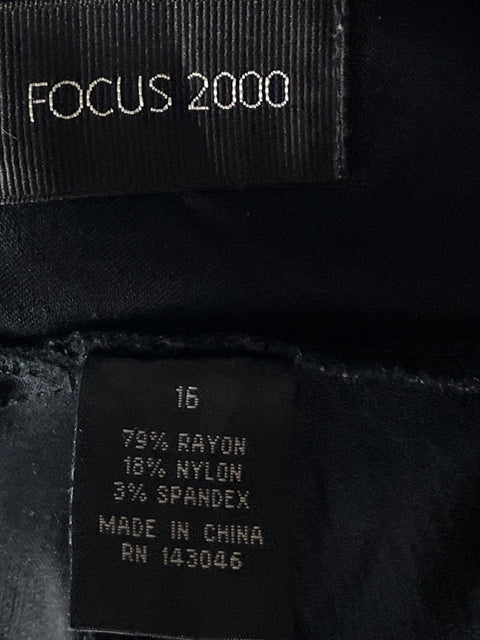 FOCUS 2000
16
79% RAYON
18% NYLON
3% SPANDEX
MADE IN CHINA
RN 143046